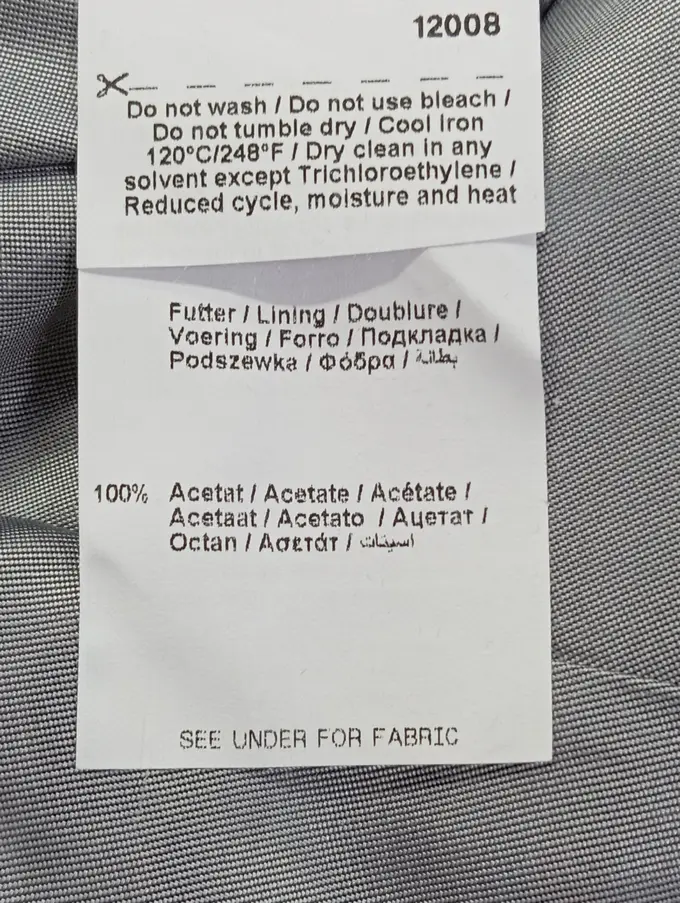 12008
Do not wash / Do not use bleach /
Do not tumble dry / Cool iron
120°C/248°F / Dry clean in any
solvent except Trichloroethylene /
Reduced cycle, moisture and heat
Futter / Lining / Doublure /
Voering / Forro / Подкладка /
Podszewka / Φόδρα / بطانة
100% Acetat / Acetate / Acétate /
Acetaat / Acetato / Ацетат /
Octan / Ασετάτ / اسيتات
SEE UNDER FOR FABRIC